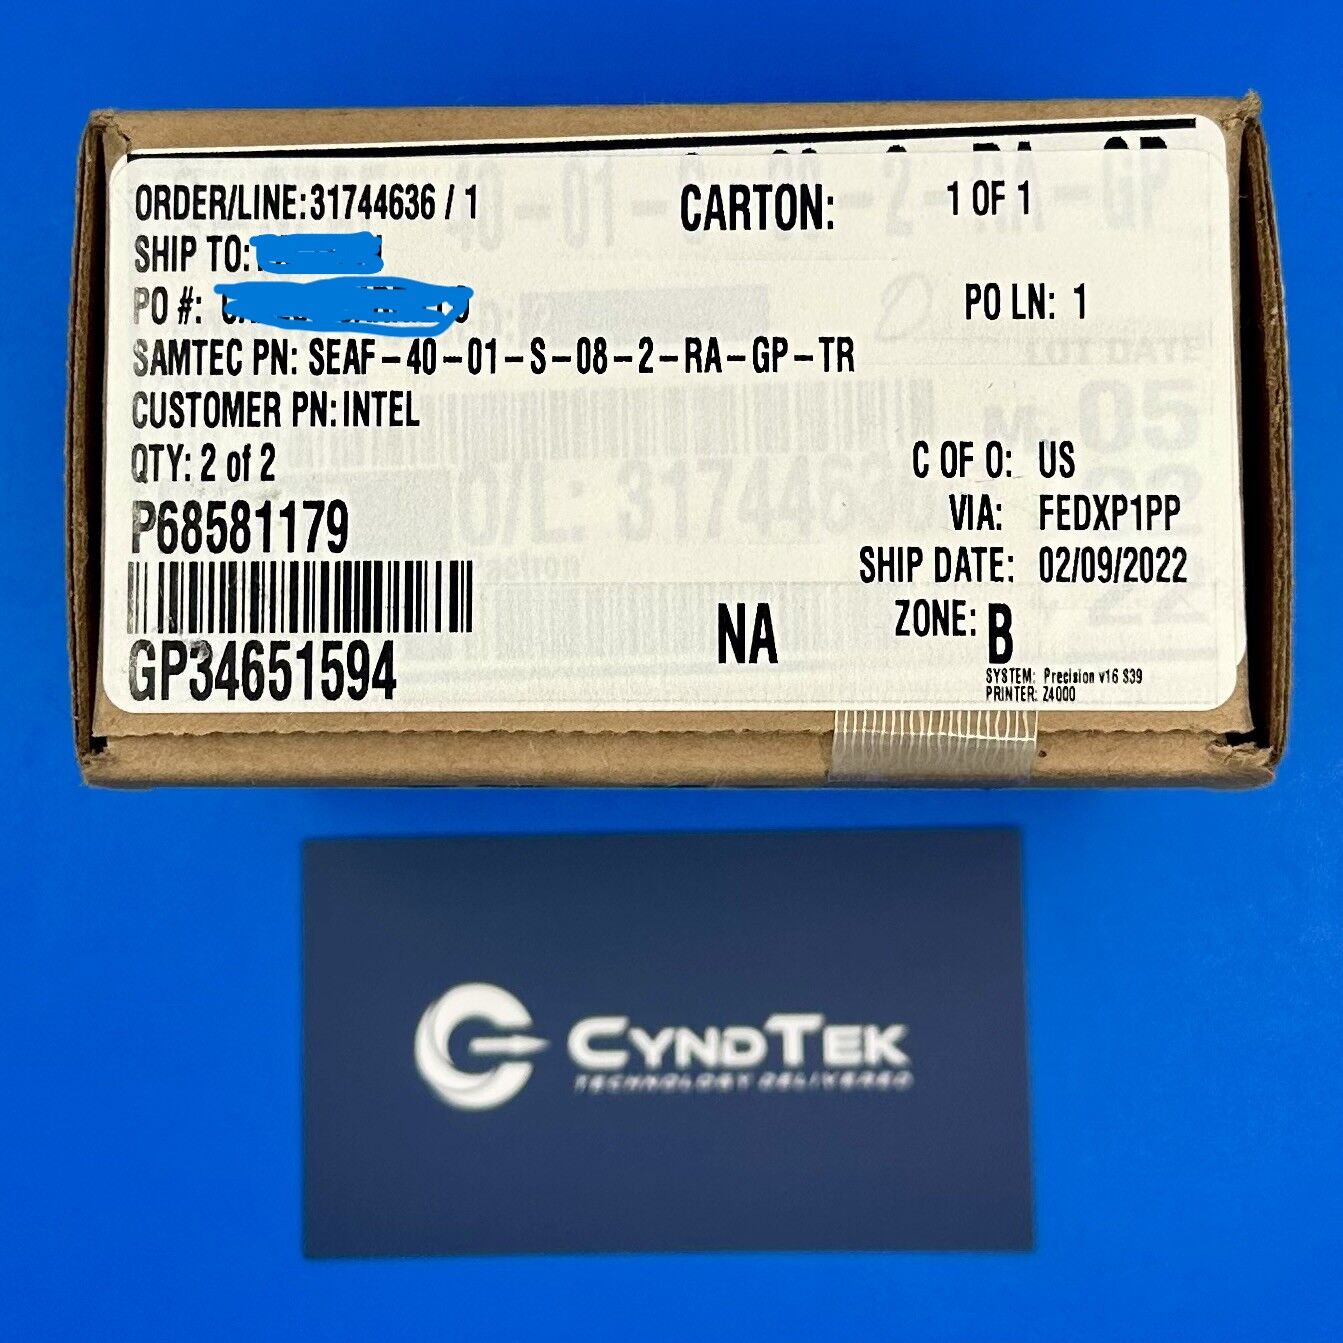 ORDER/LINE:31744636 / 1
CARTON: 1 OF 1
SHIP TO:
PO #:
PO LN: 1
SAMTEC PN: SEAF-40-01-S-08-2-RA-GP-TR
CUSTOMER PN:INTEL
QTY: 2 of 2
C OF O: US
P68581179
VIA: FEDXP1PP
SHIP DATE: 02/09/2022
GP34651594
NA
ZONE: B
SYSTEM: Precision v16 S39
PRINTER: Z4000
CYNDTEK
TECHNOLOGY DELIVERED